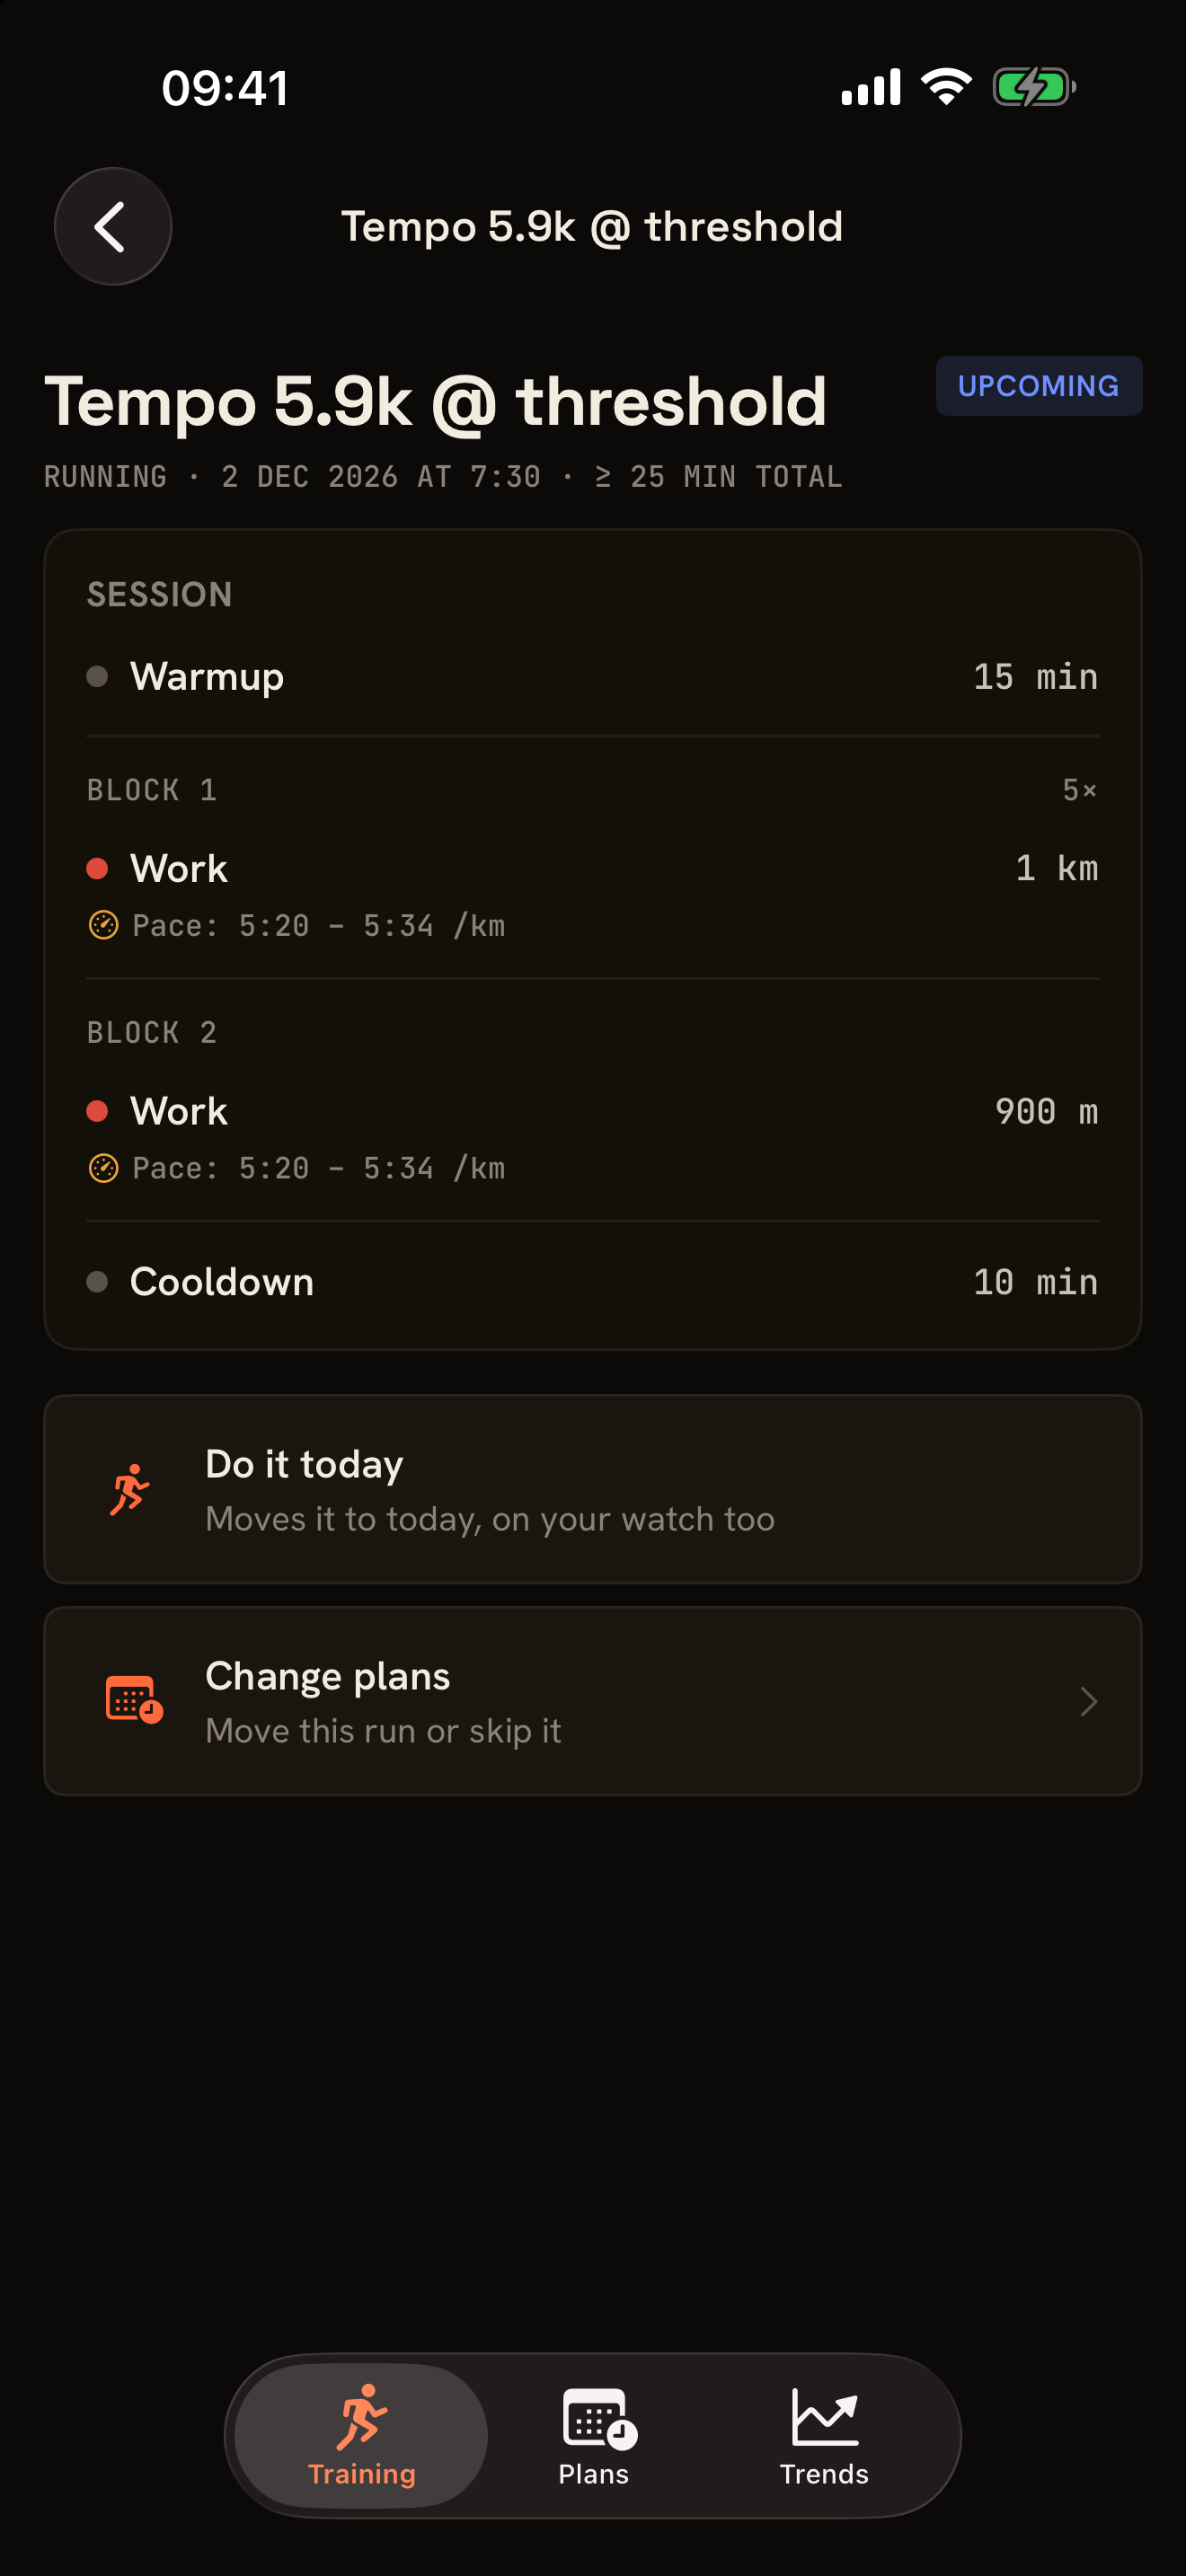 09:41
Tempo 5.9k @ threshold
Tempo 5.9k @ threshold
UPCOMING
RUNNING · 2 DEC 2026 AT 7:30 · ≥ 25 MIN TOTAL
SESSION
Warmup 15 min
BLOCK 1 5×
Work 1 km
Pace: 5:20 – 5:34 /km
BLOCK 2
Work 900 m
Pace: 5:20 – 5:34 /km
Cooldown 10 min
Do it today
Moves it to today, on your watch too
Change plans
Move this run or skip it
Training Plans Trends